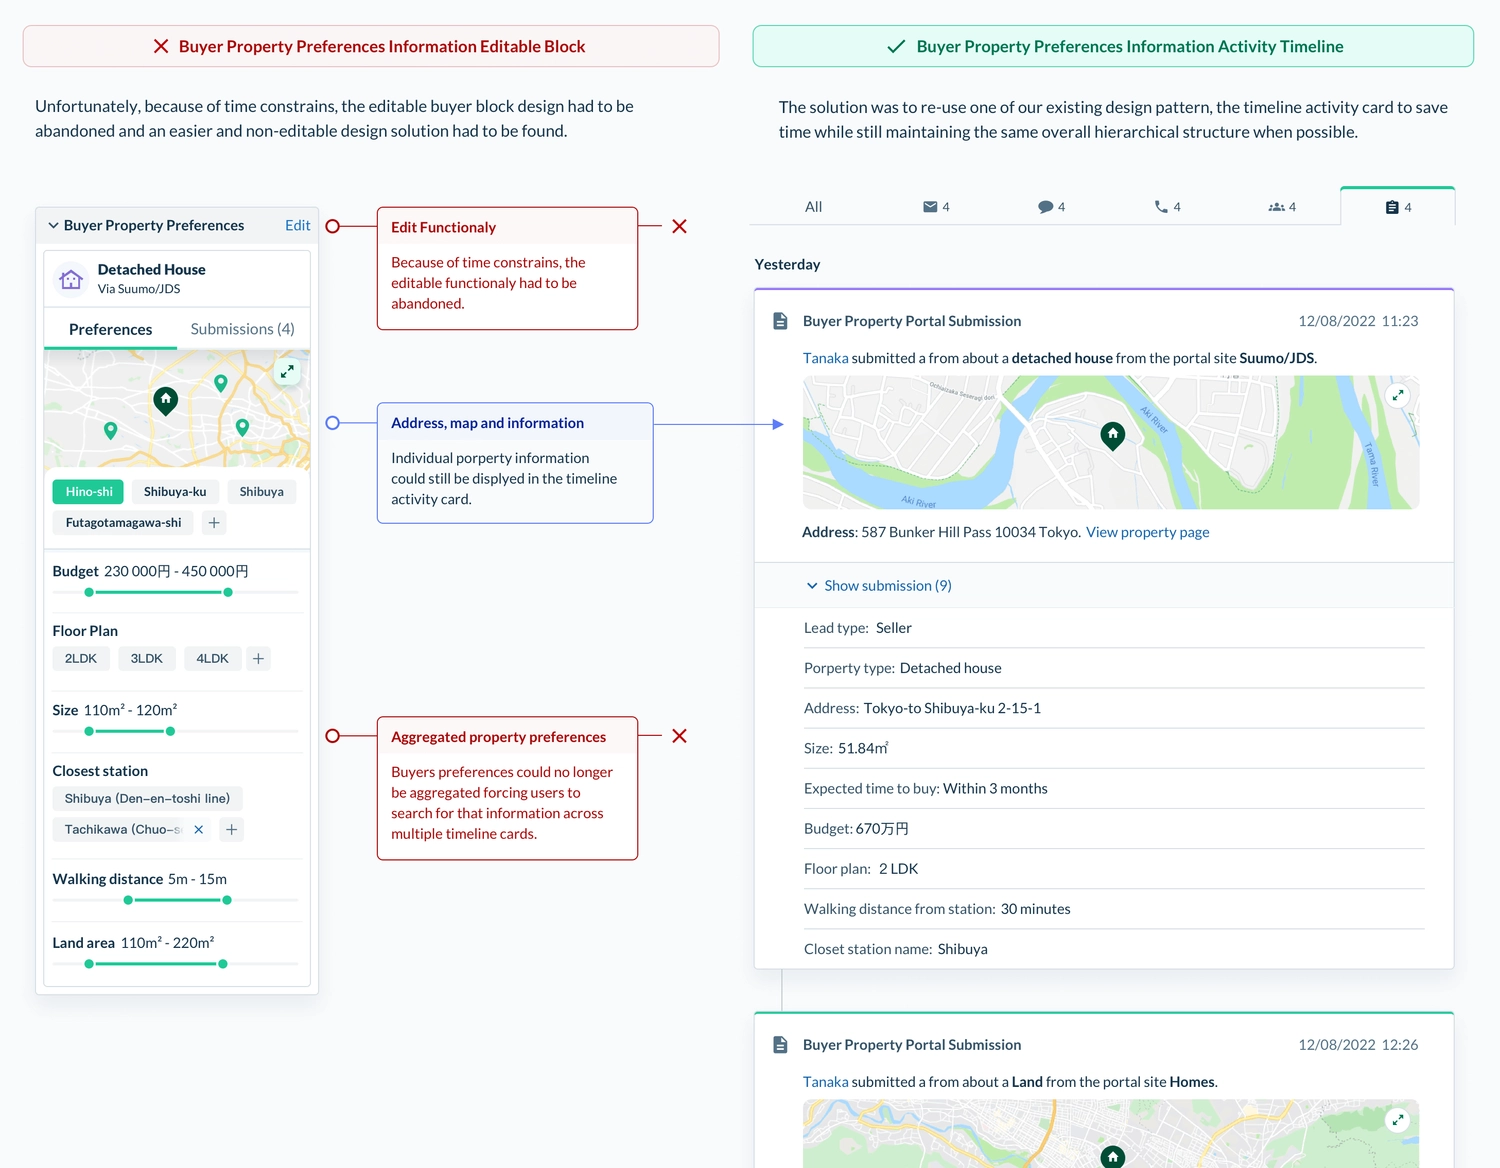 Buyer Property Preferences Information Editable Block
Unfortunately, because of time constrains, the editable buyer block design had to be
abandoned and an easier and non-editable design solution had to be found.
Buyer Property Preferences Edit
Detached House
Via Suumo/JDS
Preferences Submissions (4)
Hino-shi Shibuya-ku Shibuya
Futagotamagawa-shi +
Budget 230 000円 - 450 000円
Floor Plan
2LDK 3LDK 4LDK +
Size 110m² - 120m²
Closest station
Shibuya (Den-en-toshi line)
Tachikawa (Chuo-s × +
Walking distance 5m - 15m
Land area 110m² - 220m²
Edit Functionaly
Because of time constrains, the
editable functionaly had to be
abandoned.
Address, map and information
Individual porperty information
could still be displyed in the timeline
activity card.
Aggregated property preferences
Buyers preferences could no longer
be aggregated forcing users to
search for that information across
multiple timeline cards.
Buyer Property Preferences Information Activity Timeline
The solution was to re-use one of our existing design pattern, the timeline activity card to save
time while still maintaining the same overall hierarchical structure when possible.
All 4 4 4 4 4
Yesterday
Buyer Property Portal Submission 12/08/2022 11:23
Tanaka submitted a from about a detached house from the portal site Suumo/JDS.
Ochiaizaka Seseragi dori
Aki River
Aki River
Tama River
Address: 587 Bunker Hill Pass 10034 Tokyo. View property page
Show submission (9)
Lead type: Seller
Porperty type: Detached house
Address: Tokyo-to Shibuya-ku 2-15-1
Size: 51.84㎡
Expected time to buy: Within 3 months
Budget: 670万円
Floor plan: 2 LDK
Walking distance from station: 30 minutes
Closet station name: Shibuya
Buyer Property Portal Submission 12/08/2022 12:26
Tanaka submitted a from about a Land from the portal site Homes.